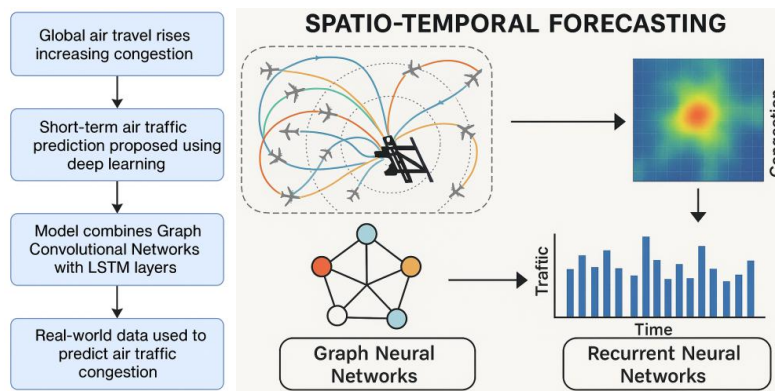 Global air travel rises
increasing congestion
Short-term air traffic
prediction proposed using
deep learning
Model combines Graph
Convolutional Networks
with LSTM layers
Real-world data used to
predict air traffic
congestion
SPATIO-TEMPORAL FORECASTING
Traffic
Time
Graph Neural
Networks
Recurrent Neural
Networks